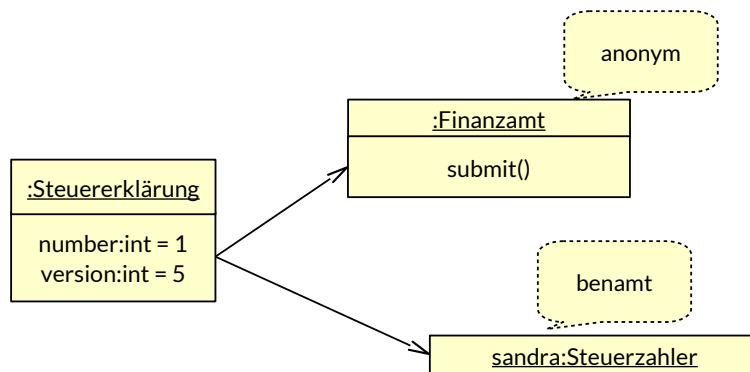 anonym
:Finanzamt
submit()
:Steuererklärung
number:int = 1
version:int = 5
benamt
sandra:Steuerzahler